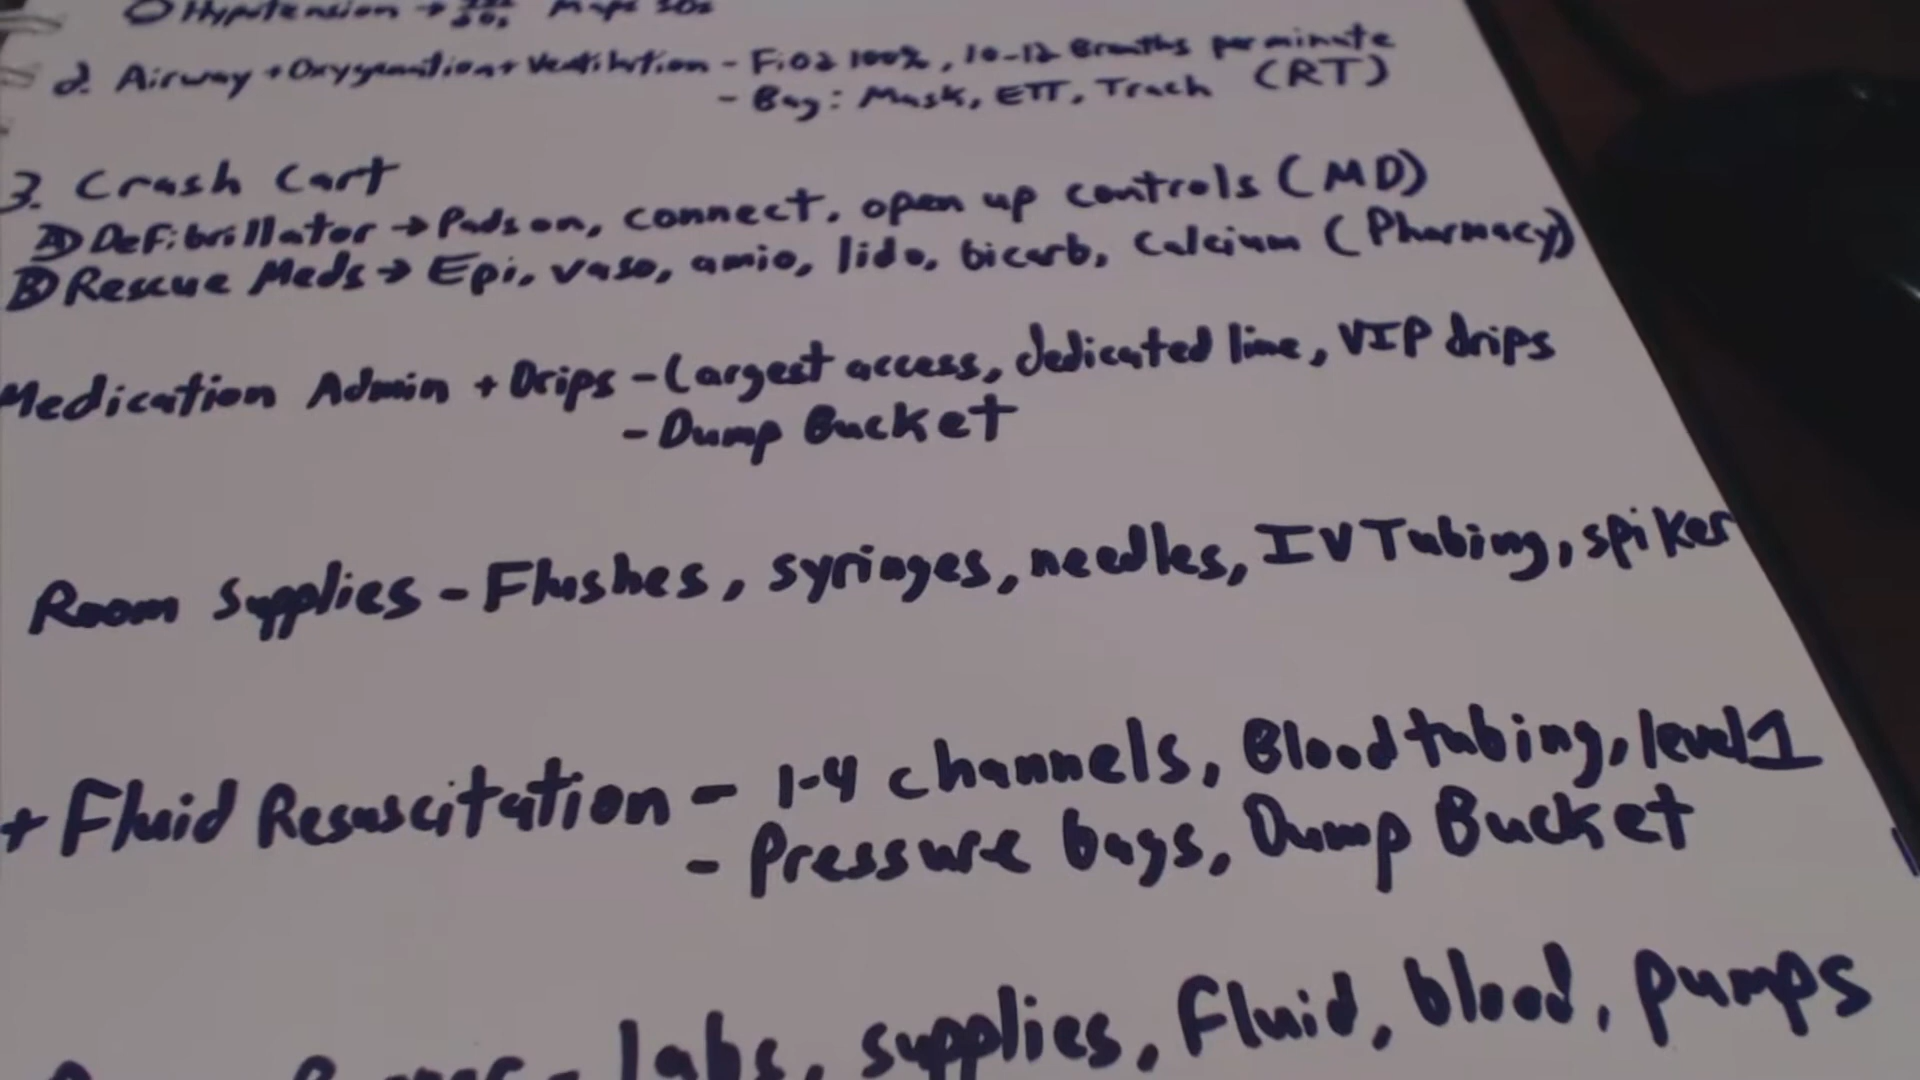 Hypotension → Maps 50s
2. Airway + Oxygenation + Ventilation - FiO2 100%, 10-12 Breaths per minute
- Bag: Mask, ETT, Trach (RT)
3. Crash Cart
A) Defibrillator → Pads on, connect, open up controls (MD)
B) Rescue Meds → Epi, vaso, amio, lido, bicarb, Calcium (Pharmacy)
Medication Admin + Drips - Largest access, dedicated line, VIP drips
- Dump Bucket
Room Supplies - Flushes, syringes, needles, IV Tubing, spikes
+ Fluid Resuscitation - 1-4 channels, Blood tubing, level 1
- Pressure bags, Dump Bucket
- labs, supplies, Fluid, blood, pumps